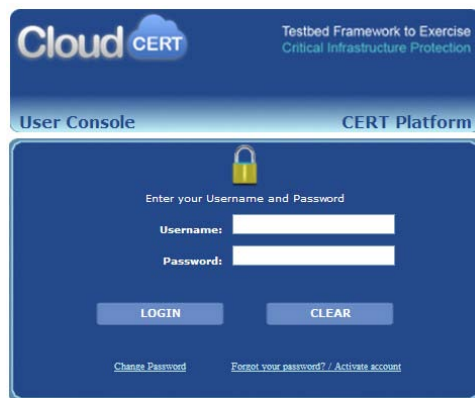 Cloud CERT
Testbed Framework to Exercise
Critical Infrastructure Protection
User Console
CERT Platform
Enter your Username and Password
Username:
Password:
LOGIN
CLEAR
Change Password
Forgot your password? / Activate account